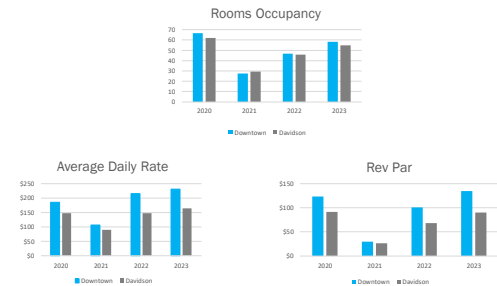 Rooms Occupancy
70
60
50
40
30
20
10
0
2020 2021 2022 2023
Downtown Davidson
Average Daily Rate
$250
$200
$150
$100
$50
$0
2020 2021 2022 2023
Downtown Davidson
Rev Par
$150
$100
$50
$0
2020 2021 2022 2023
Downtown Davidson